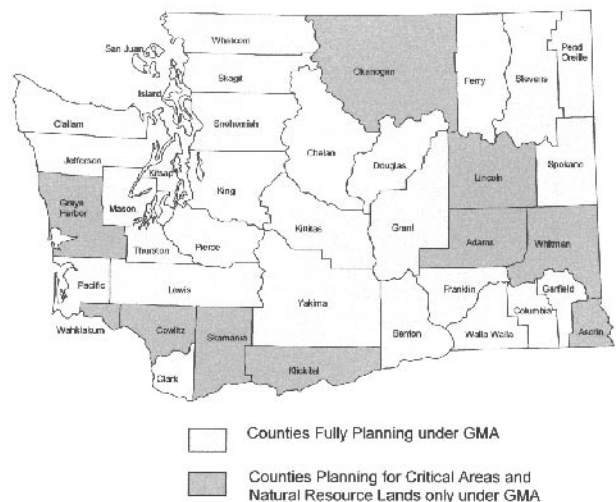 Whatcom
San Juan
Skagit
Okanogan
Ferry
Stevens
Pend
Oreille
Island
Clallam
Snohomish
Chelan
Douglas
Jefferson
Kitsap
Lincoln
Spokane
King
Grays
Harbor
Mason
Kittitas
Grant
Adams
Whitman
Thurston
Pierce
Pacific
Lewis
Yakima
Franklin
Garfield
Columbia
Wahkiakum
Cowlitz
Skamania
Benton
Walla Walla
Asotin
Klickitat
Clark
Counties Fully Planning under GMA
Counties Planning for Critical Areas and
Natural Resource Lands only under GMA